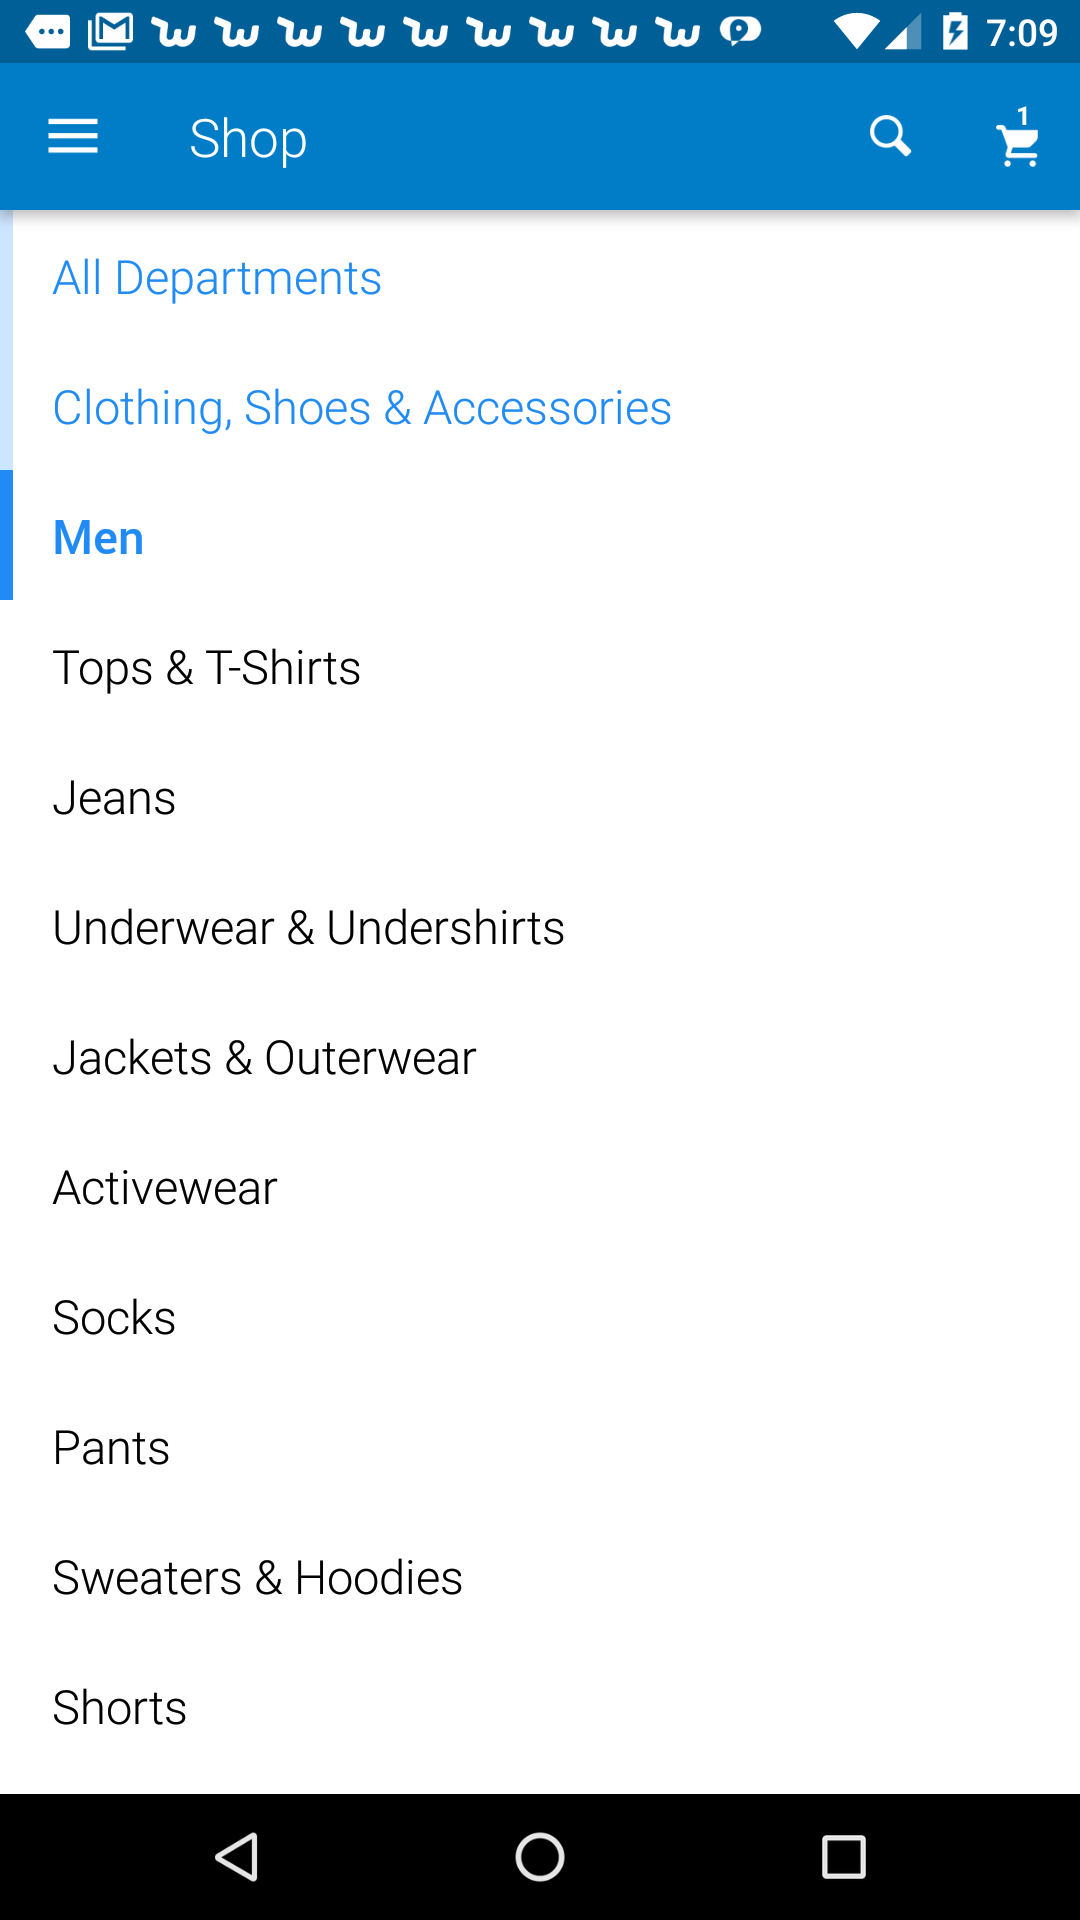 7:09
Shop
1
All Departments
Clothing, Shoes & Accessories
Men
Tops & T-Shirts
Jeans
Underwear & Undershirts
Jackets & Outerwear
Activewear
Socks
Pants
Sweaters & Hoodies
Shorts